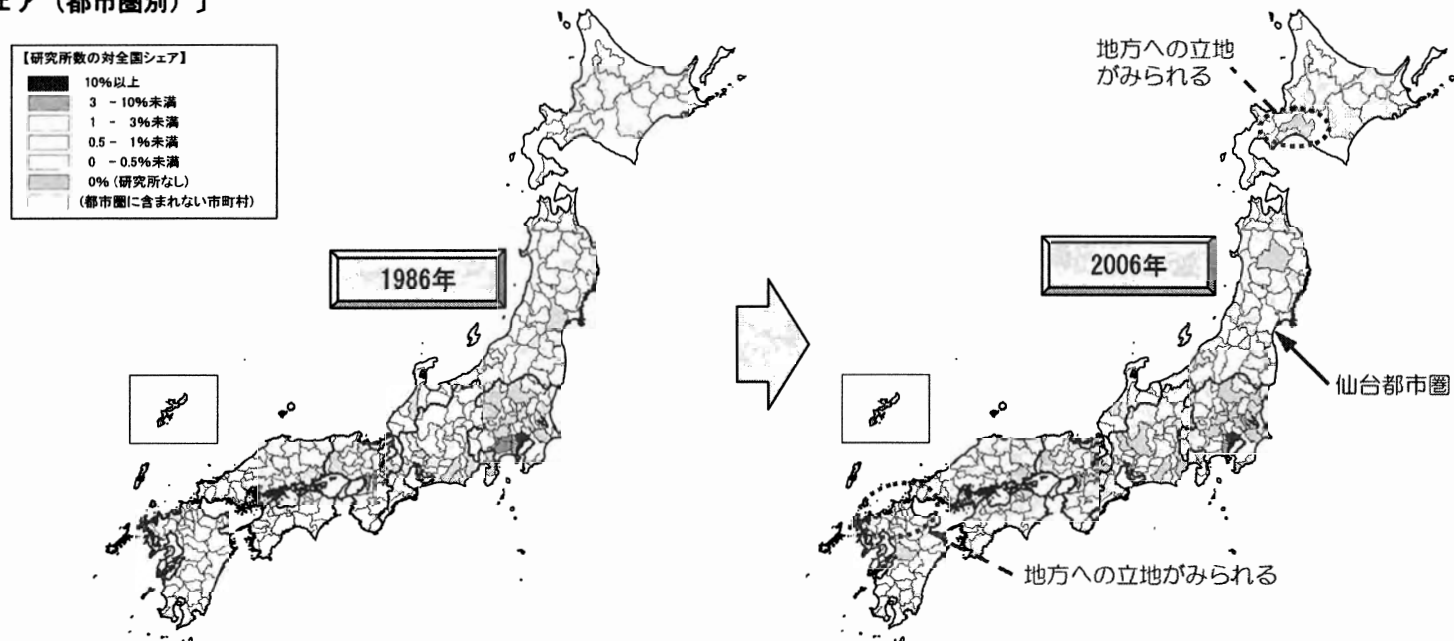 ェア（都市圏別）］
【研究所数の対全国シェア】
10%以上
3 - 10%未満
1 - 3%未満
0.5 - 1%未満
0 - 0.5%未満
0% (研究所なし)
(都市圏に含まれない市町村)
1986年
地方への立地
がみられる
2006年
仙台都市圏
地方への立地がみられる